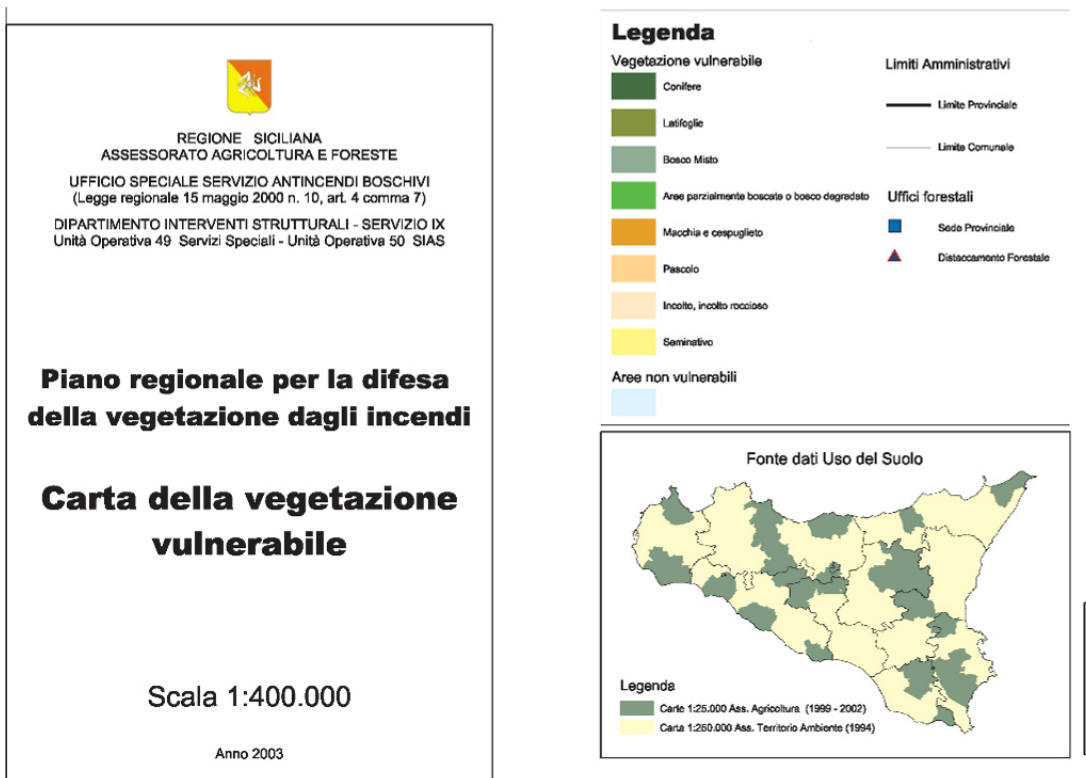 REGIONE SICILIANA
ASSESSORATO AGRICOLTURA E FORESTE
UFFICIO SPECIALE SERVIZIO ANTINCENDI BOSCHIVI
(Legge regionale 15 maggio 2000 n. 10, art. 4 comma 7)
DIPARTIMENTO INTERVENTI STRUTTURALI - SERVIZIO IX
Unità Operativa 49 Servizi Speciali - Unità Operativa 50 SIAS
Piano regionale per la difesa
della vegetazione dagli incendi
Carta della vegetazione
vulnerabile
Scala 1:400.000
Anno 2003
Legenda
Vegetazione vulnerabile
Conifere
Latifoglie
Bosco Misto
Aree parzialmente boscate o bosco degradato
Macchia e cespuglieto
Pascolo
Incolto, incolto roccioso
Seminativo
Aree non vulnerabili
Limiti Amministrativi
Limite Provinciale
Limite Comunale
Uffici forestali
Sede Provinciale
Distaccamento Forestale
Fonte dati Uso del Suolo
Legenda
Carte 1:25.000 Ass. Agricoltura (1999 - 2002)
Carta 1:250.000 Ass. Territorio Ambiente (1994)